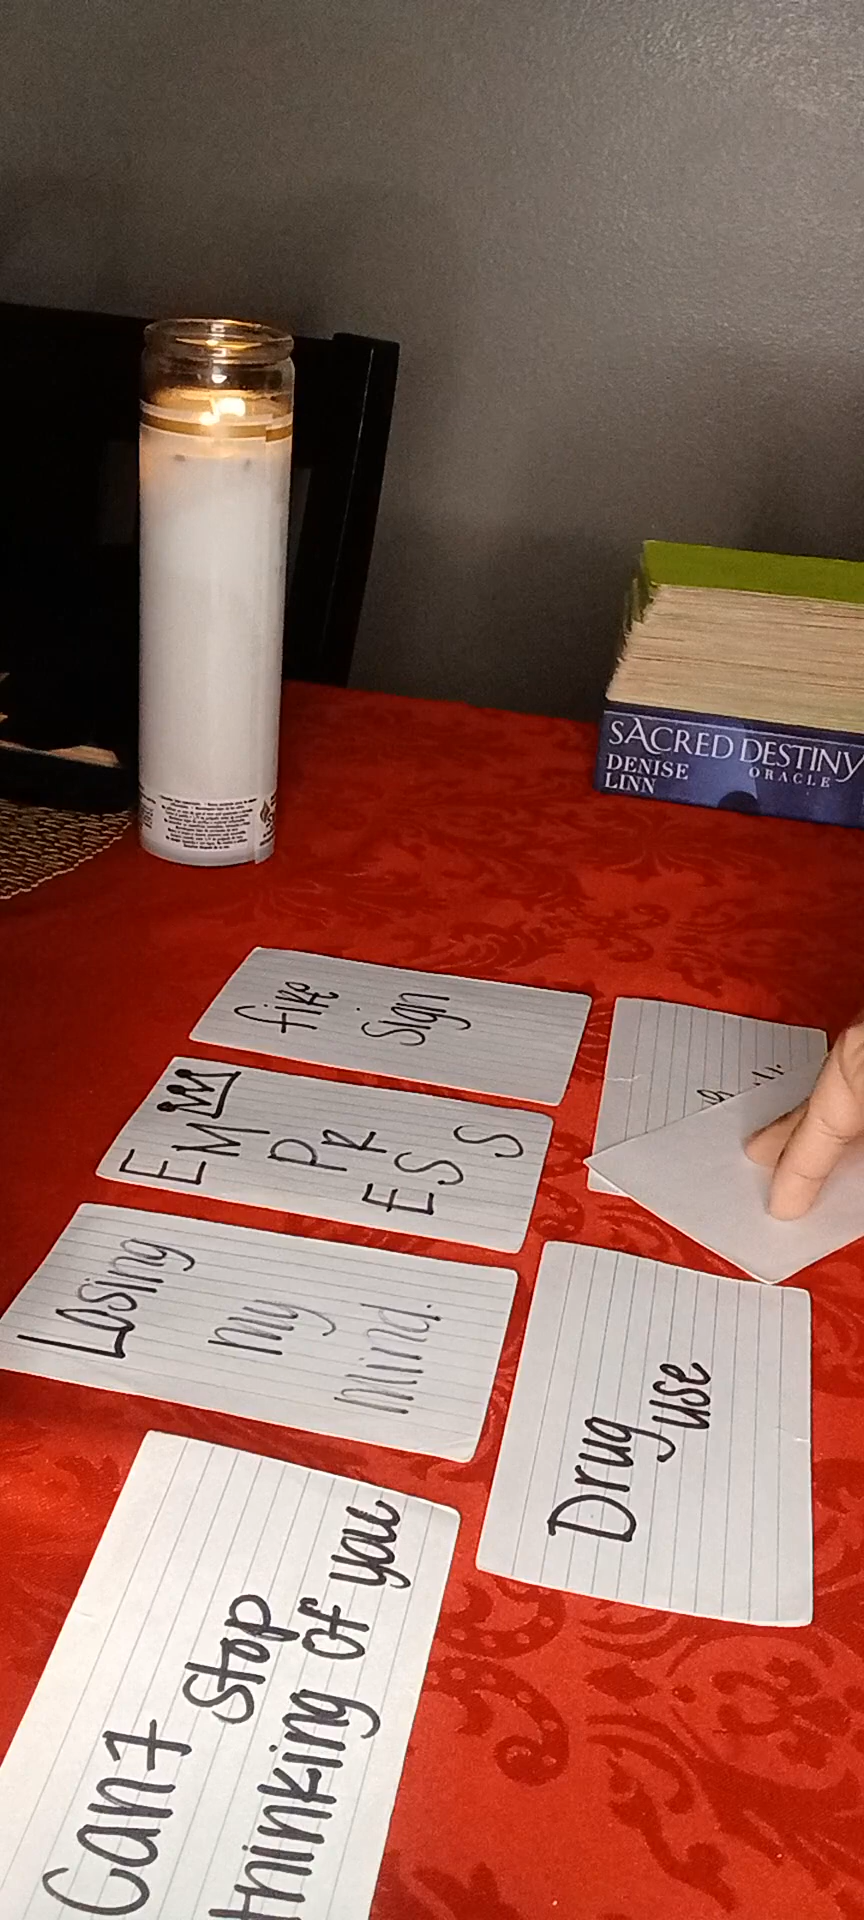 SACRED DESTINY
ORACLE
DENISE
LINN
fire
Sign
EMPRESS
Losing
my
mind.
Drug
use
Can't
stop
thinking of you